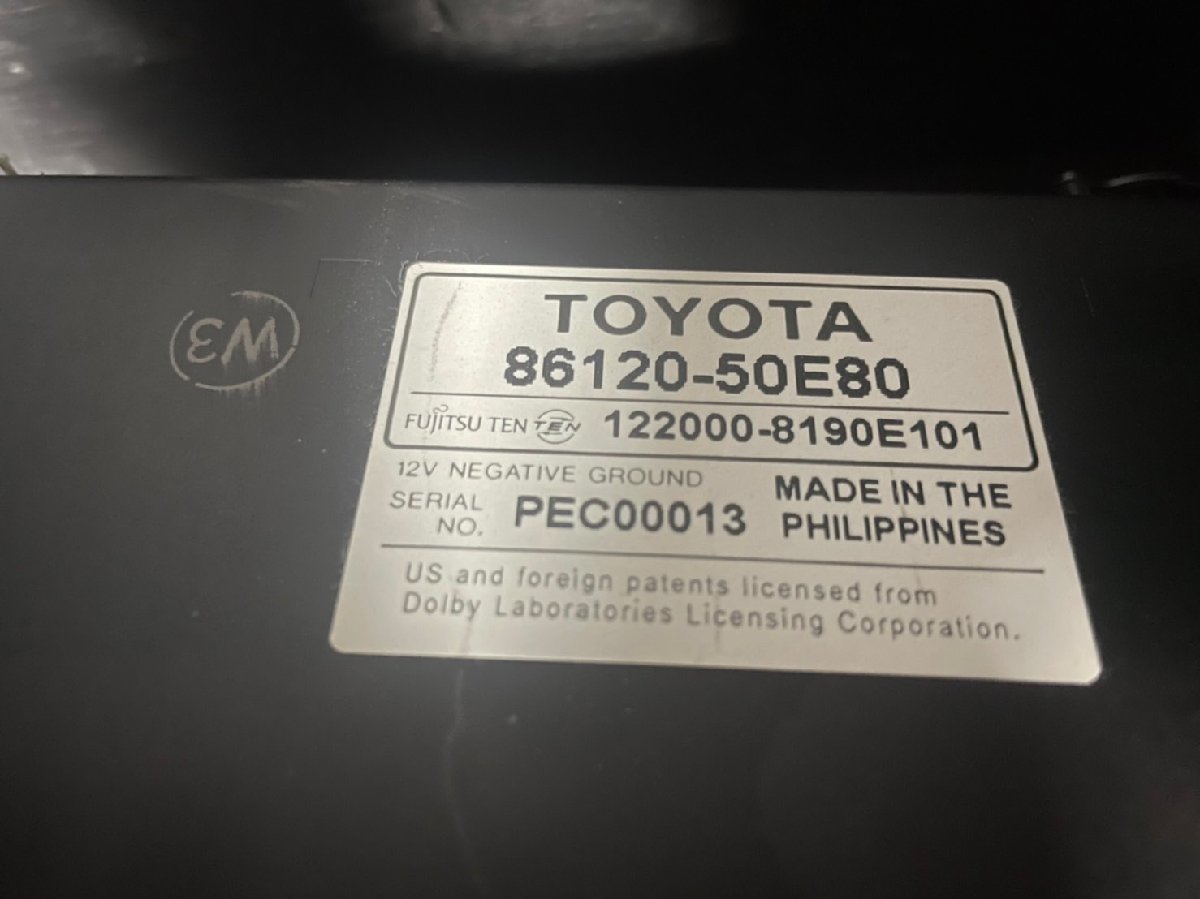 TOYOTA
86120-50E80
FUJITSU TEN TEN 122000-8190E101
12V NEGATIVE GROUND
SERIAL NO. PEC00013
MADE IN THE
PHILIPPINES
US and foreign patents licensed from
Dolby Laboratories Licensing Corporation.